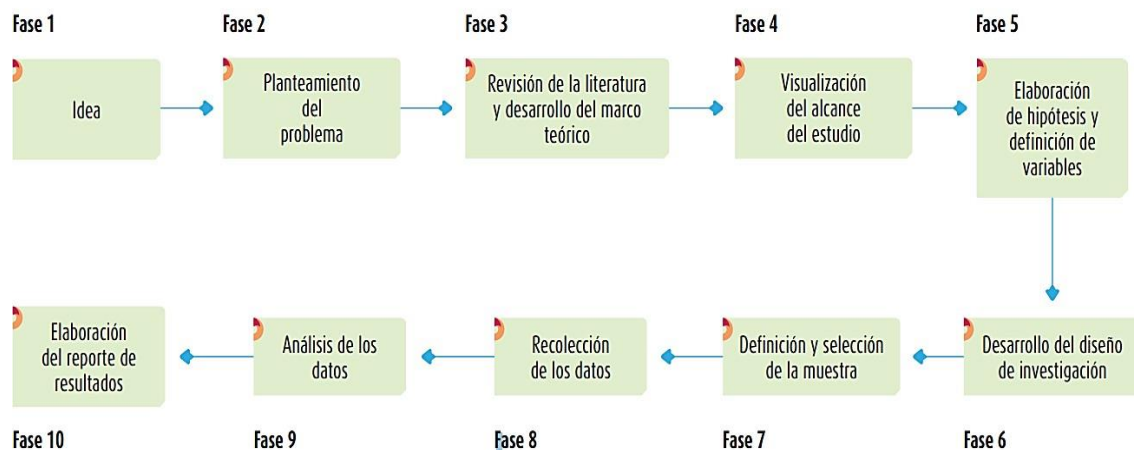 Fase 1
Idea
Fase 2
Planteamiento
del
problema
Fase 3
Revisión de la literatura
y desarrollo del marco
teórico
Fase 4
Visualización
del alcance
del estudio
Fase 5
Elaboración
de hipótesis y
definición de
variables
Desarrollo del diseño
de investigación
Fase 6
Definición y selección
de la muestra
Fase 7
Recolección
de los datos
Fase 8
Análisis de los
datos
Fase 9
Elaboración
del reporte de
resultados
Fase 10